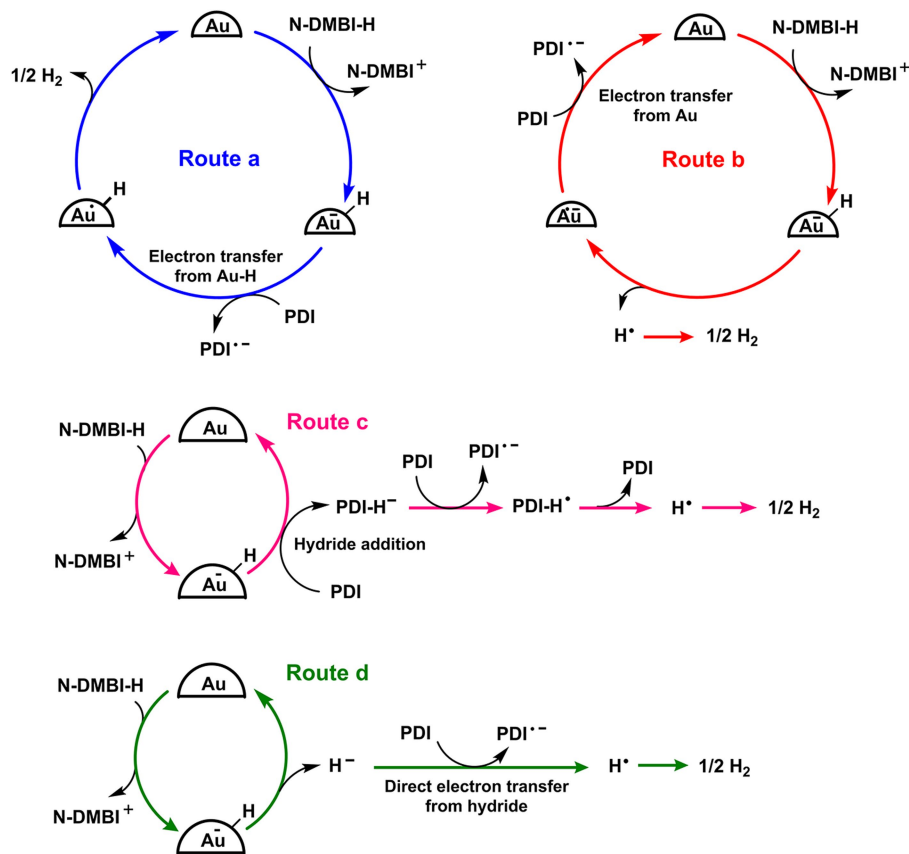 Au
N-DMBI-H
1/2 H2
N-DMBI+
Route a
H
Au•
Au-
H
Electron transfer
from Au-H
PDI
PDI•−
Au
N-DMBI-H
PDI•−
N-DMBI+
PDI
Electron transfer
from Au
Route b
Au•−
Au-
H
H• 1/2 H2
Route c
N-DMBI-H
Au
PDI
PDI•−
PDI
PDI-H−
PDI-H•
H•
1/2 H2
Hydride addition
N-DMBI+
H
Au-
PDI
Route d
N-DMBI-H
Au
PDI
PDI•−
H−
H•
1/2 H2
Direct electron transfer
from hydride
N-DMBI+
H
Au-